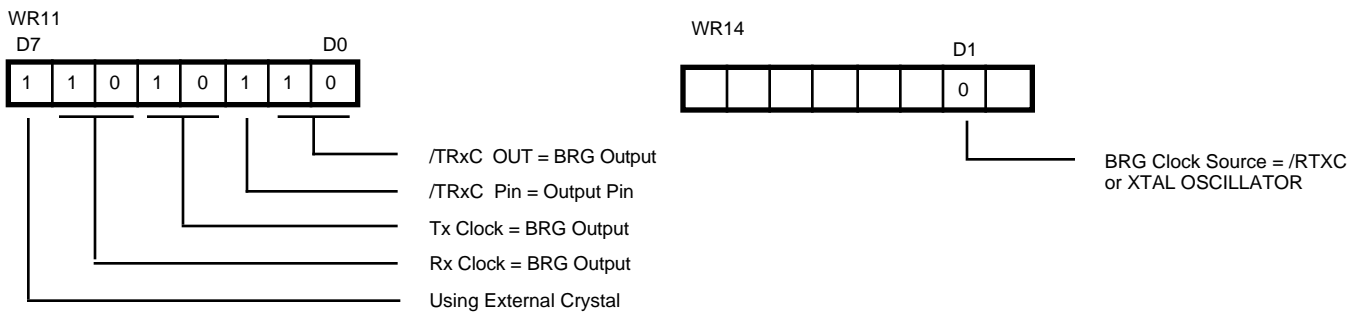 WR11
D7 D0
1 1 0 1 0 1 1 0
/TRxC OUT = BRG Output
/TRxC Pin = Output Pin
Tx Clock = BRG Output
Rx Clock = BRG Output
Using External Crystal
WR14
D1
0
BRG Clock Source = /RTXC
or XTAL OSCILLATOR